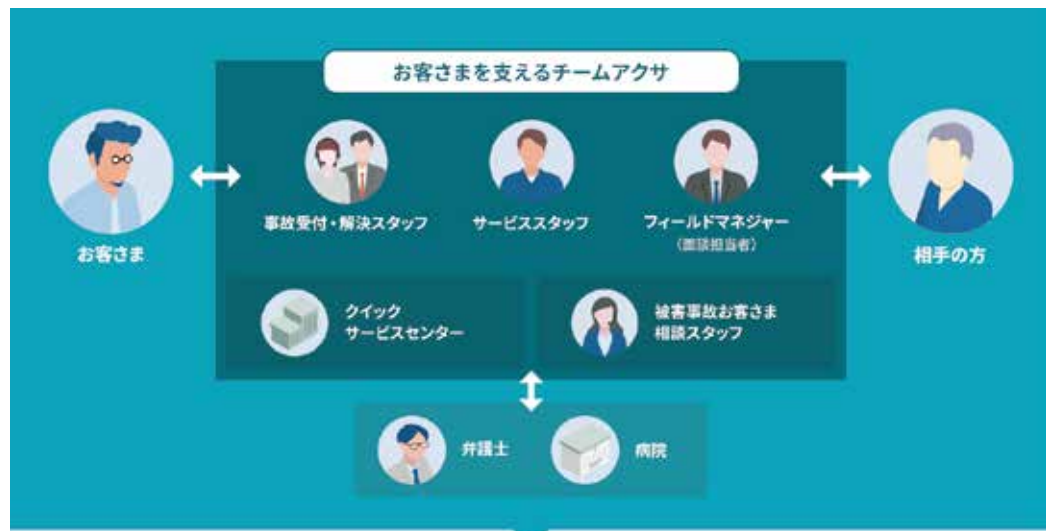 お客さまを支えるチームアクサ
お客さま
事故受付・解決スタッフ
サービススタッフ
フィールドマネジャー
（面談担当者）
相手の方
クイック
サービスセンター
被害事故お客さま
相談スタッフ
弁護士
病院